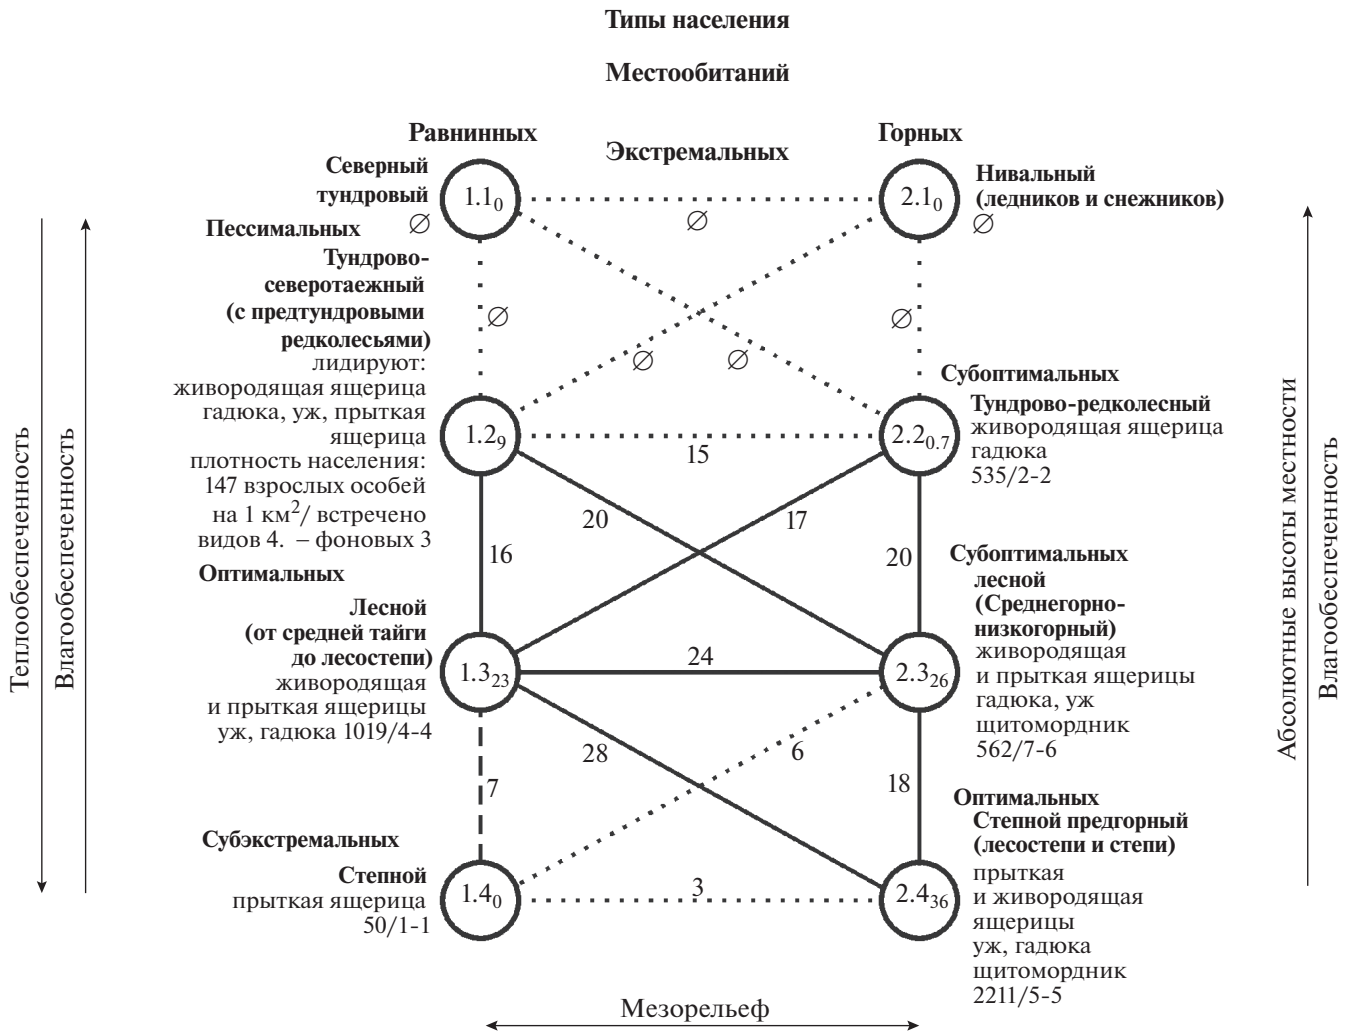 Типы населения
Местообитаний
Равнинных
Горных
Экстремальных
Северный
тундровый
∅
1.1₀
∅
2.1₀
Нивальный
(ледников и снежников)
∅
Пессимальных
Тундрово-
северотаежный
(с предтундровыми
редколесьями)
лидируют:
живородящая ящерица
гадюка, уж, прыткая
ящерица
плотность населения:
147 взрослых особей
на 1 км²/ встречено
видов 4. – фоновых 3
∅
∅
∅
∅
1.2₉
15
2.2₀.₇
Субоптимальных
Тундрово-редколесный
живородящая ящерица
гадюка
535/2-2
16
20
17
20
Оптимальных
Лесной
(от средней тайги
до лесостепи)
живородящая
и прыткая ящерицы
уж, гадюка 1019/4-4
1.3₂₃
24
2.3₂₆
Субоптимальных
лесной
(Среднегорно-
низкогорный)
живородящая
и прыткая ящерицы
гадюка, уж
щитомордник
562/7-6
7
28
6
18
Субэкстремальных
Степной
прыткая ящерица
50/1-1
1.4₀
3
2.4₃₆
Оптимальных
Степной предгорный
(лесостепи и степи)
прыткая
и живородящая
ящерицы
уж, гадюка
щитомордник
2211/5-5
Теплообеспеченность
Влагообеспеченность
Абсолютные высоты местности
Влагообеспеченность
Мезорельеф